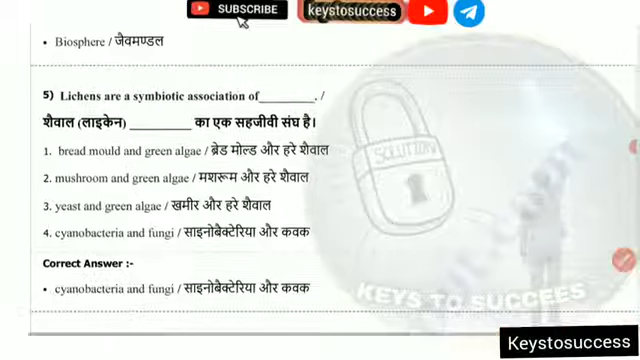 SUBSCRIBE
keystosuccess
• Biosphere / जैवमण्डल
5) Lichens are a symbiotic association of_________. /
शैवाल (लाइकेन) __________ का एक सहजीवी संघ है।
1. bread mould and green algae / ब्रेड मोल्ड और हरे शैवाल
2. mushroom and green algae / मशरूम और हरे शैवाल
3. yeast and green algae / खमीर और हरे शैवाल
4. cyanobacteria and fungi / साइनोबैक्टेरिया और कवक
Correct Answer :-
• cyanobacteria and fungi / साइनोबैक्टेरिया और कवक
SOLUTION
KEYS TO SUCCEES
Keystosuccess